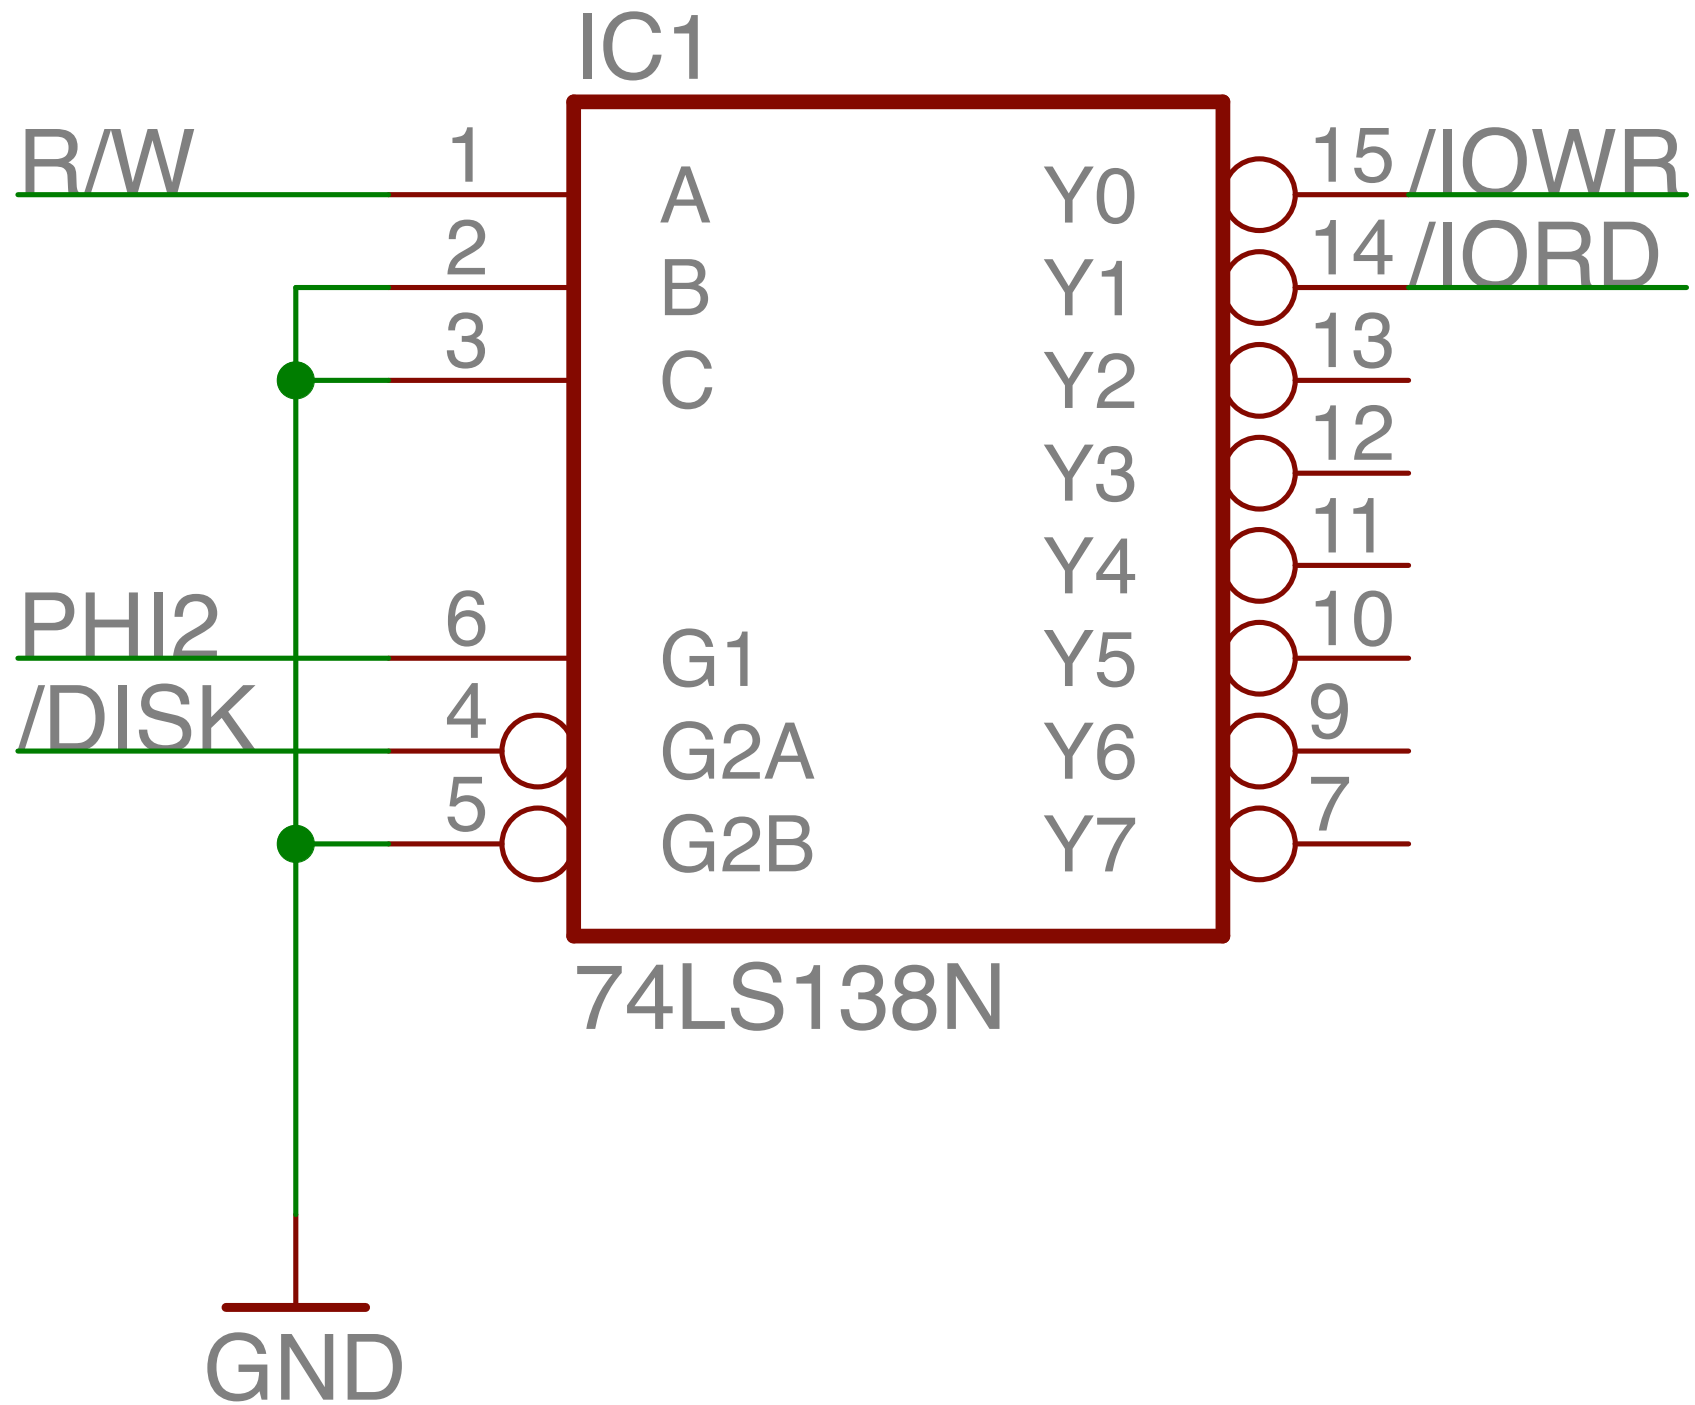 IC1
R/W 1 A Y0 15 /IOWR
2 B Y1 14 /IORD
3 C Y2 13
Y3 12
Y4 11
PHI2 6 G1 Y5 10
/DISK 4 G2A Y6 9
5 G2B Y7 7
74LS138N
GND